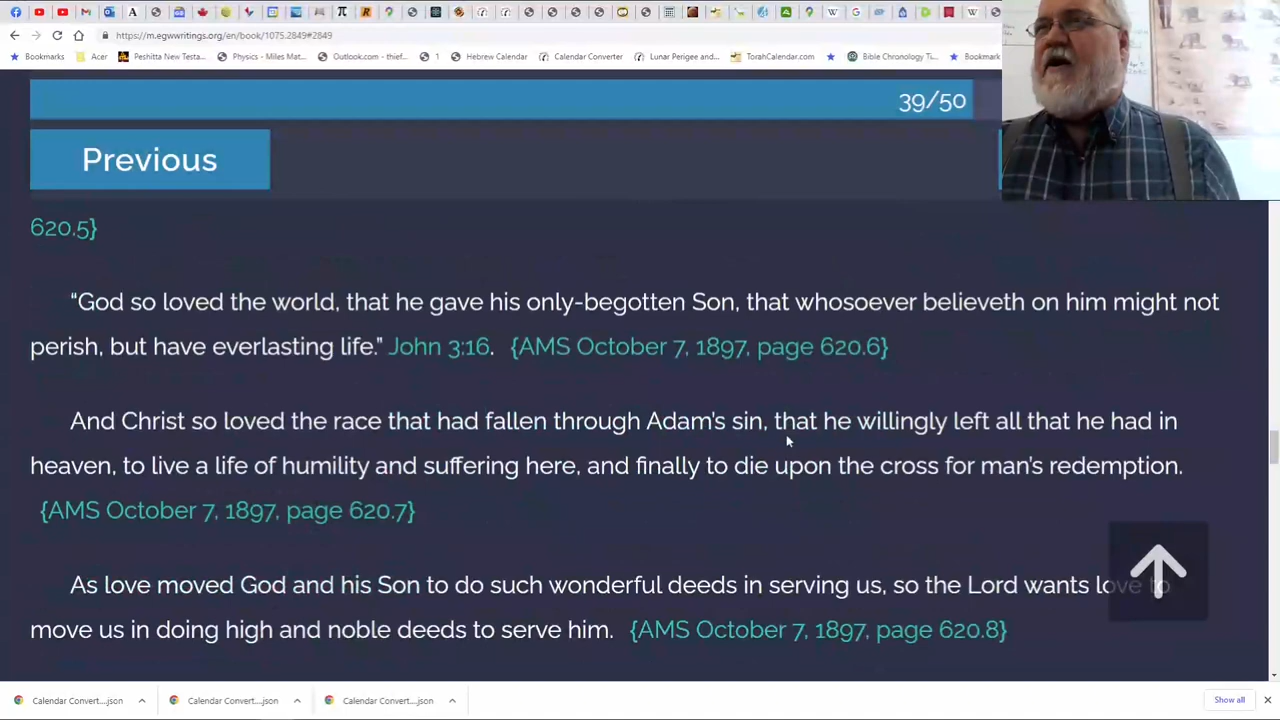 https://m.egwwritings.org/en/book/1075.2849#2849
Bookmarks
Acer
Peshitta New Testa...
Physics - Miles Mat...
Outlook.com - thief...
1
Hebrew Calendar
Calendar Converter
Lunar Perigee and...
TorahCalendar.com
Bible Chronology Ti...
Bookmark
39/50
Previous
620.5}
“God so loved the world, that he gave his only-begotten Son, that whosoever believeth on him might not
perish, but have everlasting life.” John 3:16. {AMS October 7, 1897, page 620.6}
And Christ so loved the race that had fallen through Adam's sin, that he willingly left all that he had in
heaven, to live a life of humility and suffering here, and finally to die upon the cross for man's redemption.
{AMS October 7, 1897, page 620.7}
As love moved God and his Son to do such wonderful deeds in serving us, so the Lord wants love to
move us in doing high and noble deeds to serve him. {AMS October 7, 1897, page 620.8}
Calendar Convert....json
Calendar Convert....json
Calendar Convert....json
Show all